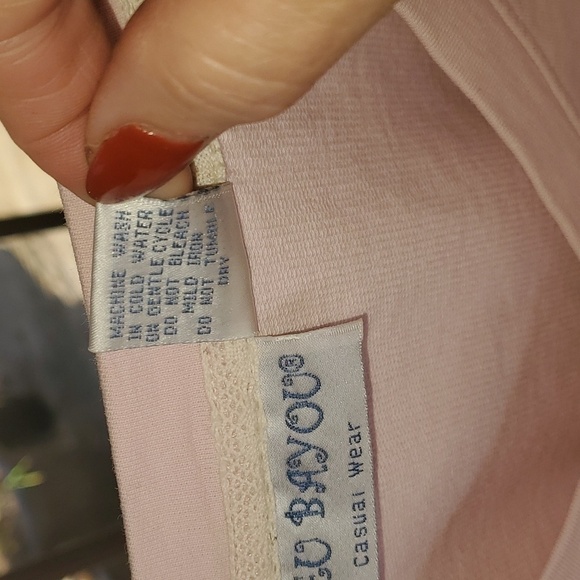 MACHINE WASH
IN COLD WATER
ON GENTLE CYCLE
DO NOT BLEACH
MILD IRON
DO NOT TUMBLE
DRY
BAYOU®
Casual Wear